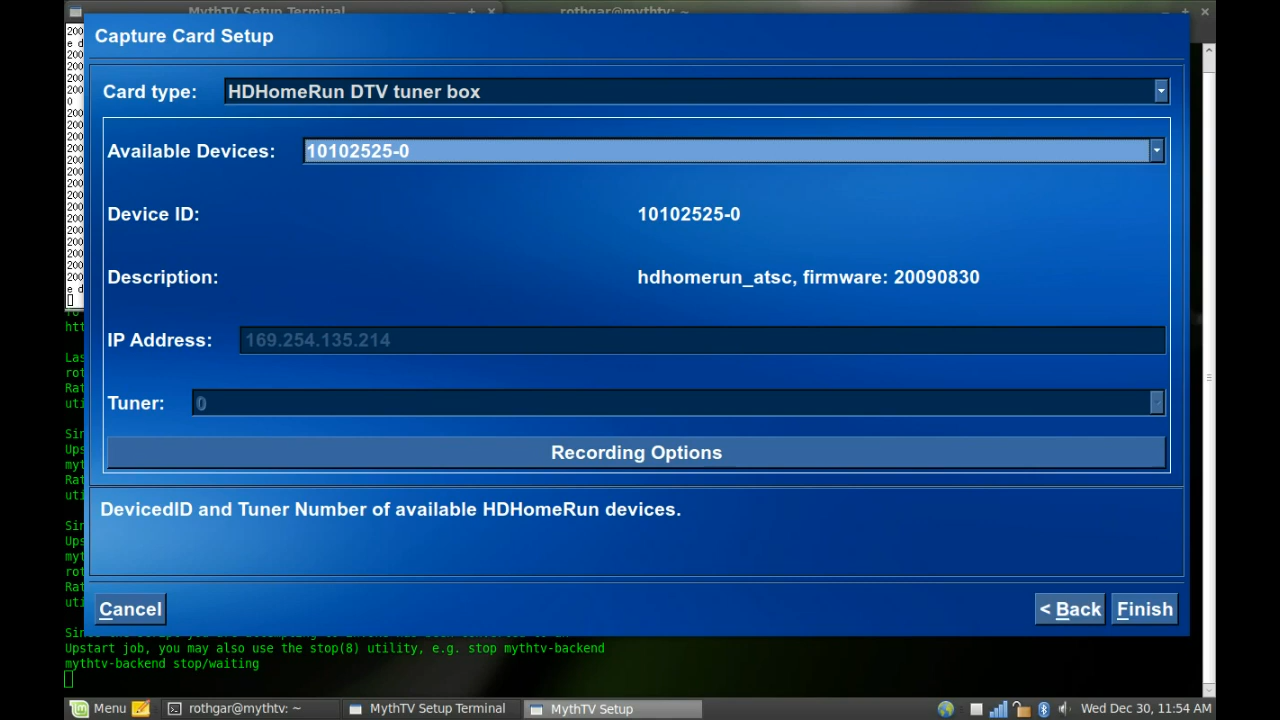 MythTV Setup Terminal
rothgar@mythtv: ~
Capture Card Setup
Card type: HDHomeRun DTV tuner box
Available Devices: 10102525-0
Device ID: 10102525-0
Description: hdhomerun_atsc, firmware: 20090830
IP Address: 169.254.135.214
Tuner: 0
Recording Options
DevicedID and Tuner Number of available HDHomeRun devices.
Cancel < Back Finish
Upstart job, you may also use the stop(8) utility, e.g. stop mythtv-backend
mythtv-backend stop/waiting
Menu rothgar@mythtv: ~ MythTV Setup Terminal MythTV Setup Wed Dec 30, 11:54 AM